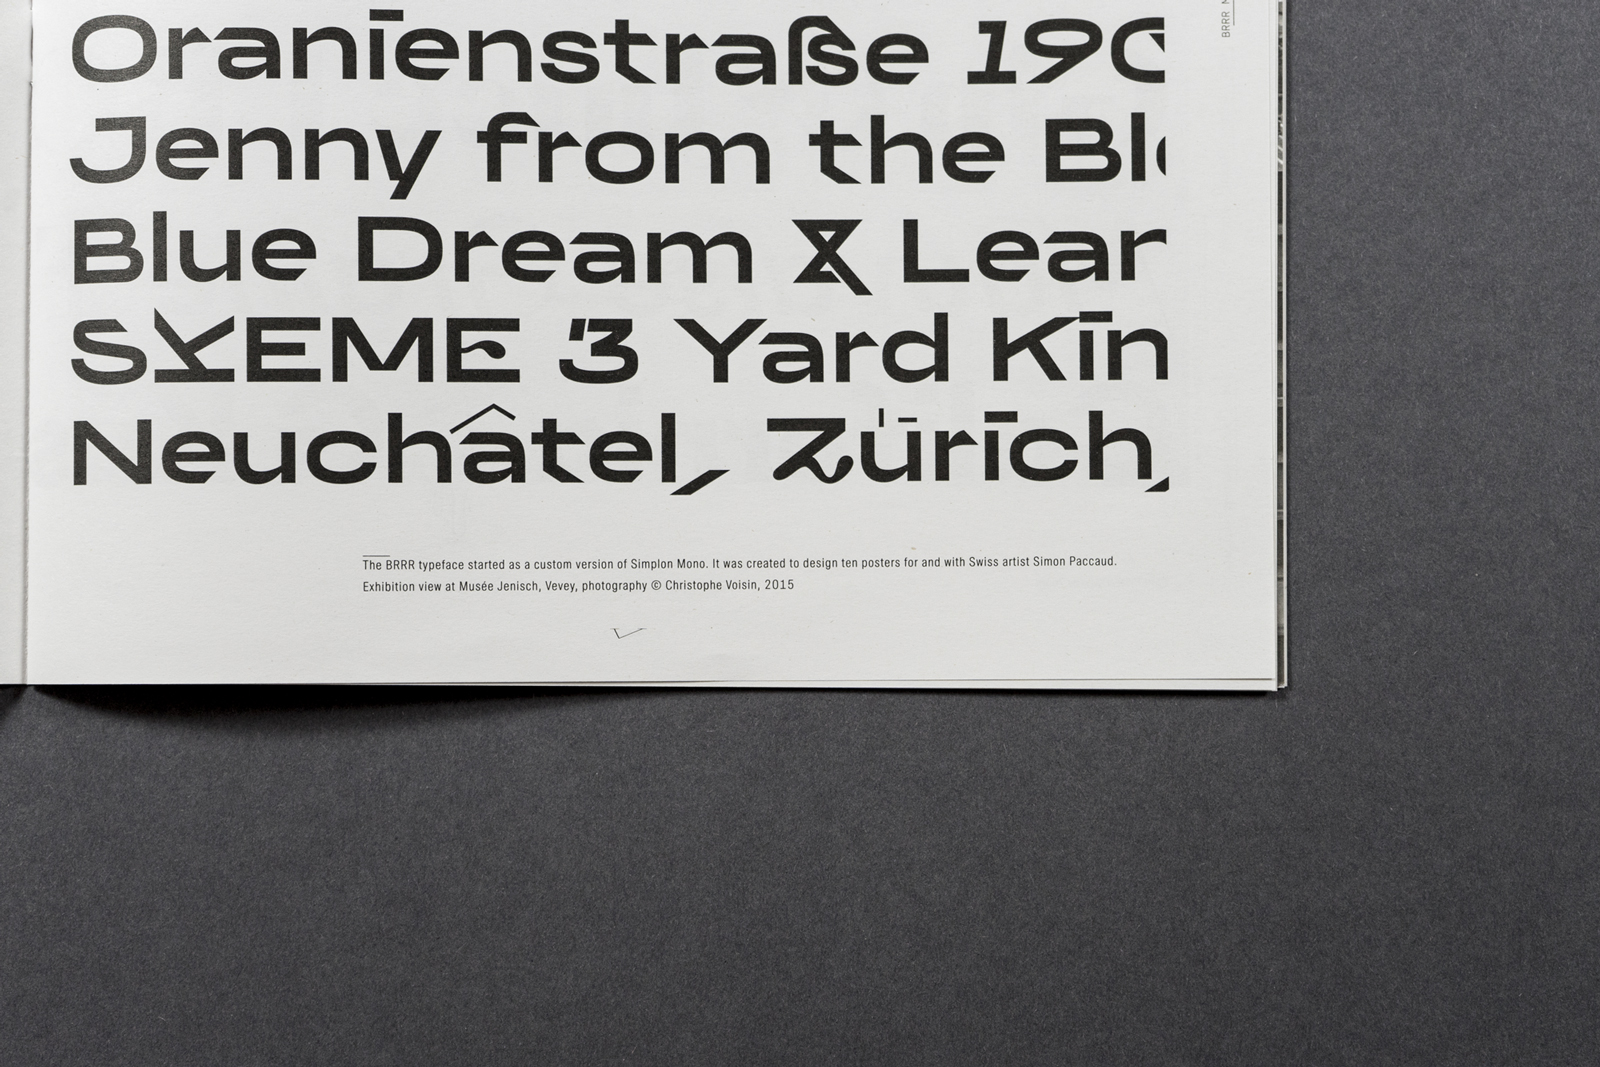 Oranienstraße 190
Jenny from the Blo
Blue Dream & Lear
SKEME '3 Yard Kin
Neuchâtel, Zürich,
The BRRR typeface started as a custom version of Simplon Mono. It was created to design ten posters for and with Swiss artist Simon Paccaud.
Exhibition view at Musée Jenisch, Vevey, photography © Christophe Voisin, 2015
BRRR